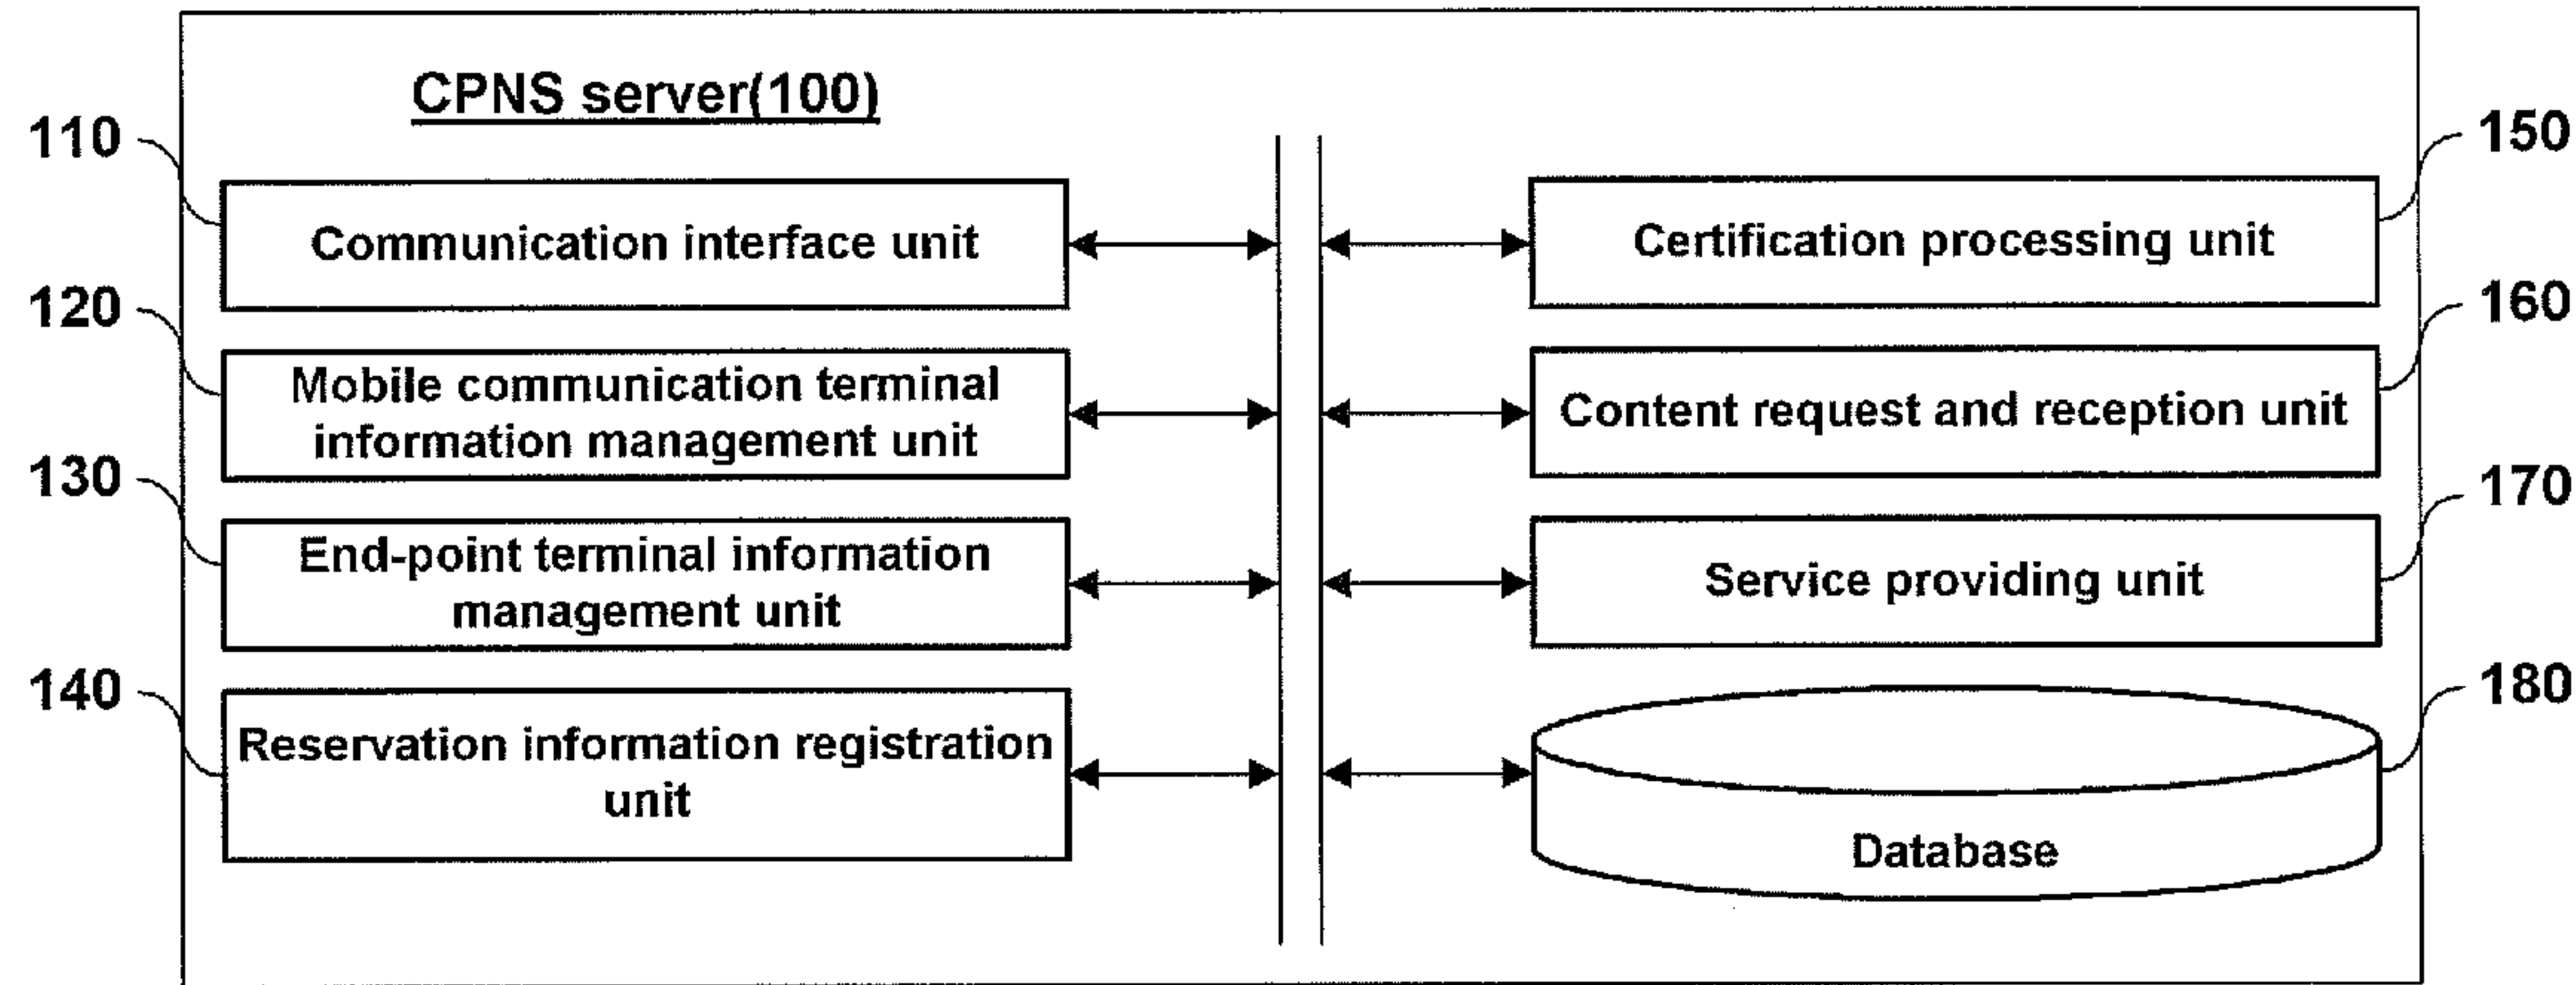 CPNS server(100)
110
Communication interface unit
120
Mobile communication terminal
information management unit
130
End-point terminal information
management unit
140
Reservation information registration
unit
150
Certification processing unit
160
Content request and reception unit
170
Service providing unit
180
Database